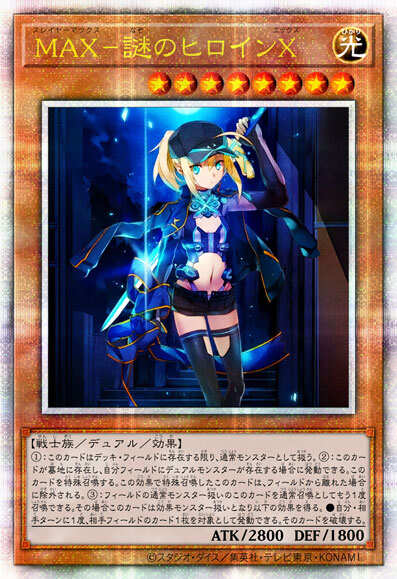 スレイヤーマックス なぞ エックス
MAX－謎のヒロインX
ひかり
光
【戦士族／デュアル／効果】
①：このカードはデッキ・フィールドに存在する限り、通常モンスターとして扱う。②：このカー
ドが墓地に存在し、自分フィールドにデュアルモンスターが存在する場合に発動できる。このカ
ードを特殊召喚する。この効果で特殊召喚したこのカードは、フィールドから離れた場合
に除外される。③：フィールドの通常モンスター扱いのこのカードを通常召喚としてもう1度
召喚できる。その場合このカードは効果モンスター扱いとなり以下の効果を得る。●自分・相
手ターンに1度、相手フィールドのカード1枚を対象として発動できる。そのカードを破壊する。
ATK/2800 DEF/1800
©スタジオ・ダイス／集英社・テレビ東京・KONAMI